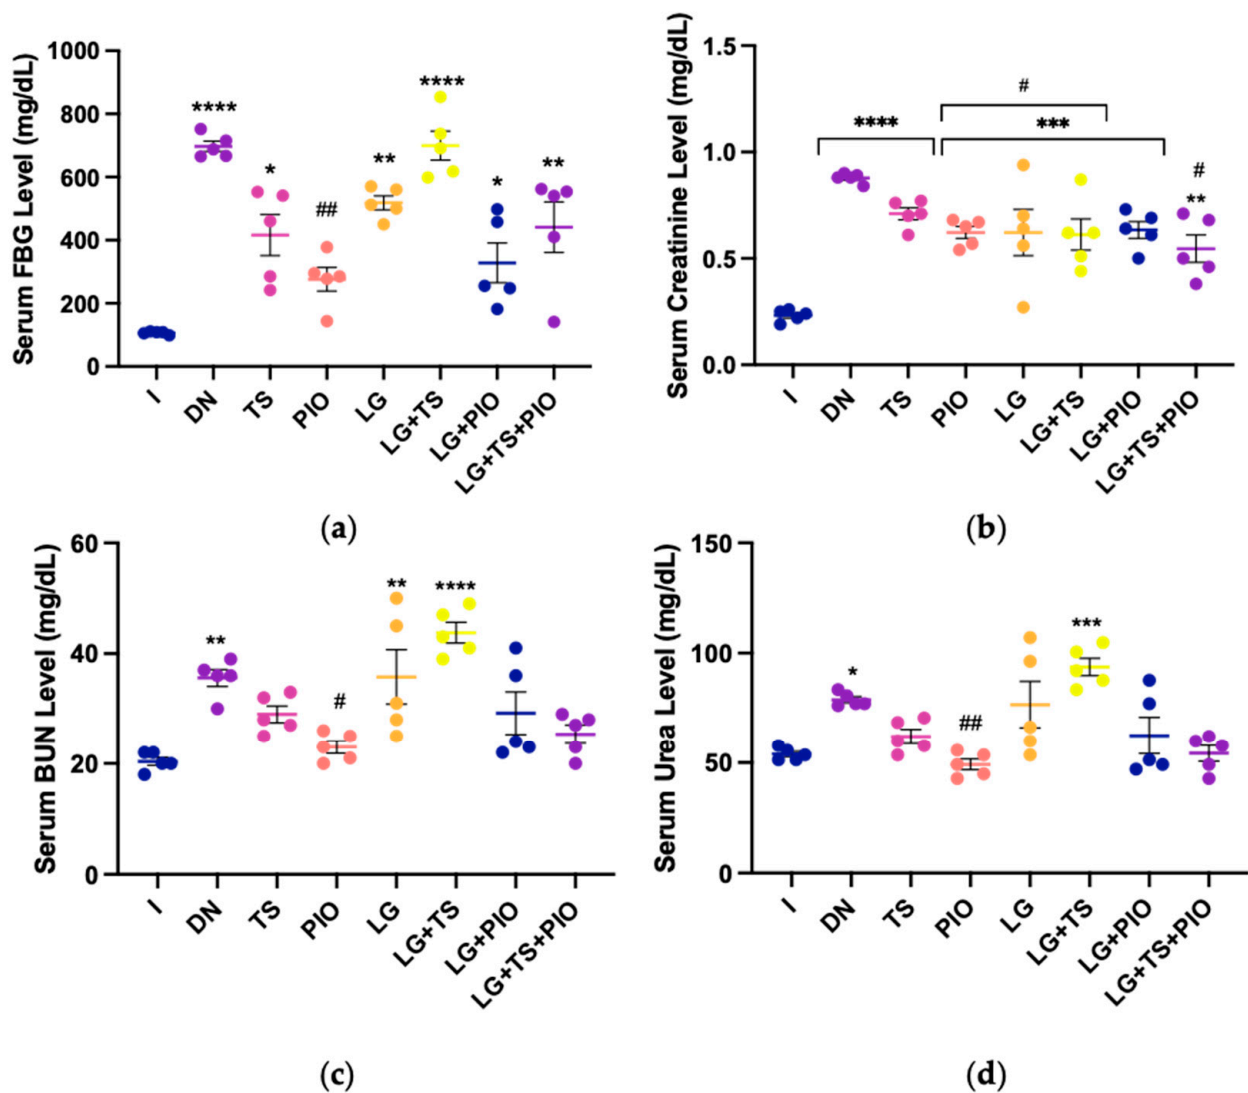 Serum FBG Level (mg/dL)
1000
800
600
400
200
0
****
*
##
**
****
*
**
I
DN
TS
PIO
LG
LG+TS
LG+PIO
LG+TS+PIO
(a)
Serum Creatinine Level (mg/dL)
1.5
1.0
0.5
0.0
#
****
***
#
**
I
DN
TS
PIO
LG
LG+TS
LG+PIO
LG+TS+PIO
(b)
Serum BUN Level (mg/dL)
60
40
20
0
**
#
**
****
I
DN
TS
PIO
LG
LG+TS
LG+PIO
LG+TS+PIO
(c)
Serum Urea Level (mg/dL)
150
100
50
0
*
##
***
I
DN
TS
PIO
LG
LG+TS
LG+PIO
LG+TS+PIO
(d)